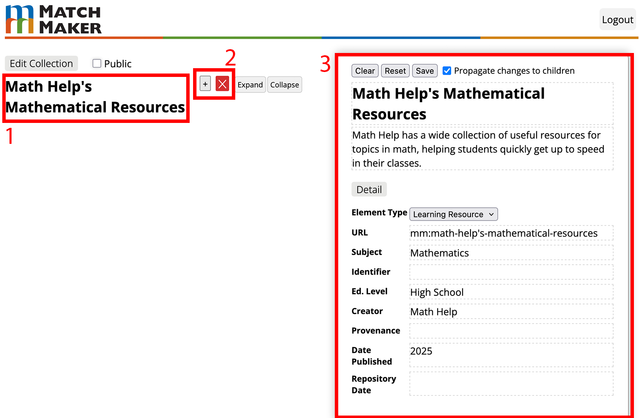 MATCH
MAKER
Logout
Edit Collection
Public
2
3
Math Help's
Mathematical Resources
+
Expand
Collapse
1
Clear
Reset
Save
Propagate changes to children
Math Help's Mathematical
Resources
Math Help has a wide collection of useful resources for
topics in math, helping students quickly get up to speed
in their classes.
Detail
Element Type
Learning Resource
URL
mm:math-help's-mathematical-resources
Subject
Mathematics
Identifier
Ed. Level
High School
Creator
Math Help
Provenance
Date
Published
2025
Repository
Date